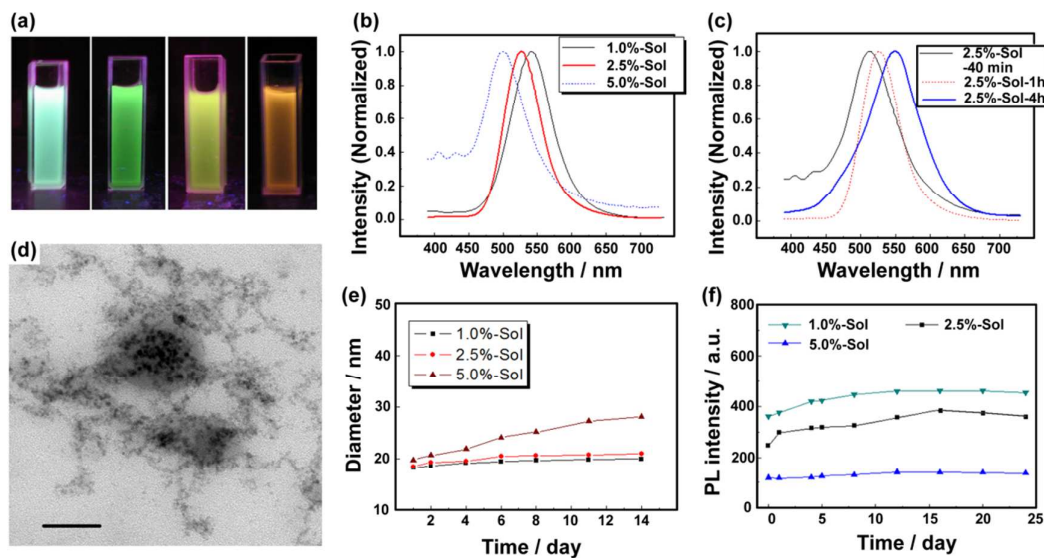 (a)
(b)
Intensity (Normalized)
1.0
0.8
0.6
0.4
0.2
0.0
1.0%-Sol
2.5%-Sol
5.0%-Sol
400 450 500 550 600 650 700
Wavelength / nm
(c)
Intensity (Normalized)
1.0
0.8
0.6
0.4
0.2
0.0
2.5%-Sol
-40 min
2.5%-Sol-1h
2.5%-Sol-4h
400 450 500 550 600 650 700
Wavelength / nm
(d)
(e)
Diameter / nm
50
40
30
20
10
1.0%-Sol
2.5%-Sol
5.0%-Sol
2 4 6 8 10 12 14
Time / day
(f)
PL intensity / a.u.
800
600
400
200
0
1.0%-Sol 2.5%-Sol
5.0%-Sol
0 5 10 15 20 25
Time / day